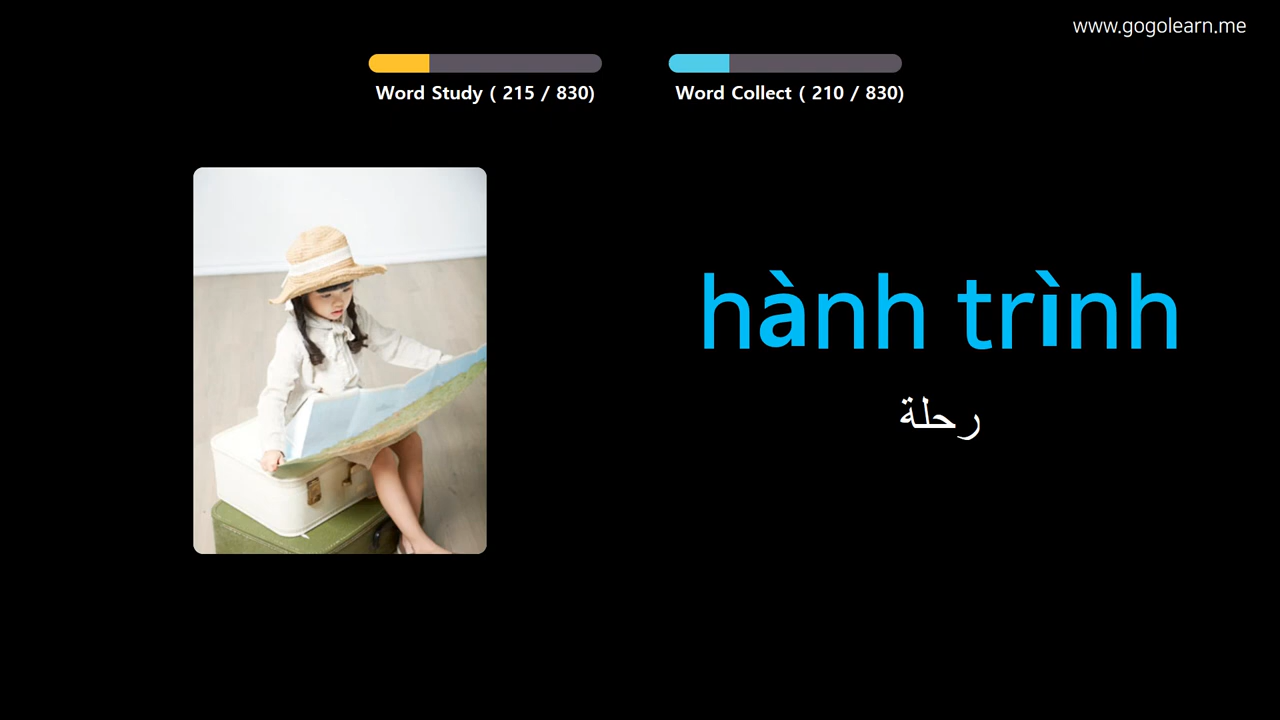 www.gogolearn.me
Word Study ( 215 / 830)
Word Collect ( 210 / 830)
hành trình
رحلة